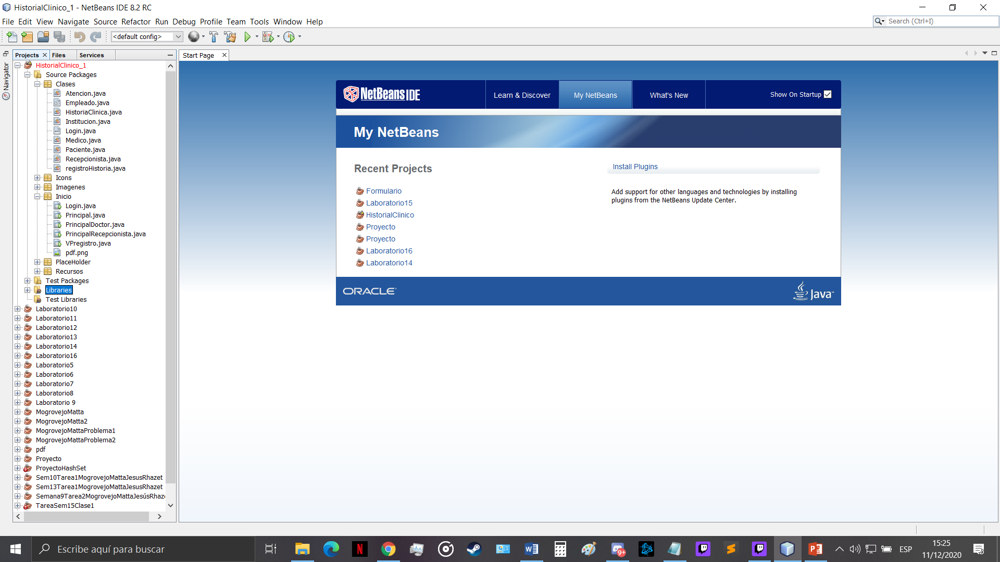 HistorialClinico_1 - NetBeans IDE 8.2 RC
File Edit View Navigate Source Refactor Run Debug Profile Team Tools Window Help
Search (Ctrl+I)
<default config>
Navigator
Projects Files Services
Start Page
HistorialClinico_1
Source Packages
Clases
Atencion.java
Empleado.java
HistoriaClinica.java
Institucion.java
Login.java
Medico.java
Paciente.java
Recepcionista.java
registroHistoria.java
Icons
Imagenes
Inicio
Login.java
Principal.java
PrincipalDoctor.java
PrincipalRecepcionista.java
VPregistro.java
pdf.png
PlaceHolder
Recursos
Test Packages
Libraries
Test Libraries
Laboratorio10
Laboratorio11
Laboratorio12
Laboratorio13
Laboratorio14
Laboratorio16
Laboratorio5
Laboratorio6
Laboratorio7
Laboratorio8
Laboratorio 9
MogrovejoMatta
MogrovejoMatta2
MogrovejoMattaProblema1
MogrovejoMattaProblema2
pdf
Proyecto
ProyectoHashSet
Sem10Tarea1MogrovejoMattaJesusRhazet
Sem13Tarea1MogrovejoMattaJesusRhazet
Semana9Tarea2MogrovejoMattaJesúsRhaze
TareaSem15Clase1
NetBeans IDE
Learn & Discover
My NetBeans
What's New
Show On Startup
My NetBeans
Recent Projects
Formulario
Laboratorio15
HistorialClinico
Proyecto
Proyecto
Laboratorio16
Laboratorio14
Install Plugins
Add support for other languages and technologies by installing
plugins from the NetBeans Update Center.
ORACLE
Java
Escribe aquí para buscar
9+
ESP
15:25
11/12/2020